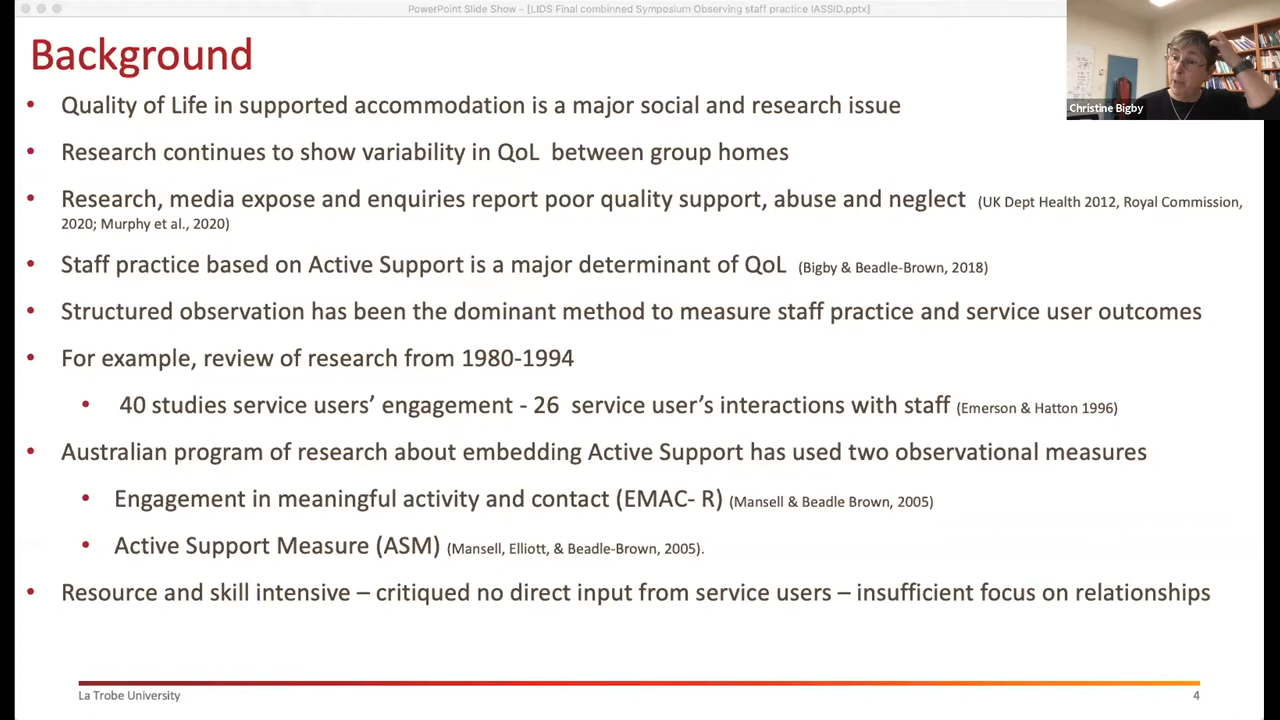 PowerPoint Slide Show - [LIDS Final combinned Symposium Observing staff practice IASSID.pptx]
Background
Christine Bigby
• Quality of Life in supported accommodation is a major social and research issue
• Research continues to show variability in QoL between group homes
• Research, media expose and enquiries report poor quality support, abuse and neglect (UK Dept Health 2012, Royal Commission,
2020; Murphy et al., 2020)
• Staff practice based on Active Support is a major determinant of QoL (Bigby & Beadle-Brown, 2018)
• Structured observation has been the dominant method to measure staff practice and service user outcomes
• For example, review of research from 1980-1994
• 40 studies service users’ engagement - 26 service user’s interactions with staff (Emerson & Hatton 1996)
• Australian program of research about embedding Active Support has used two observational measures
• Engagement in meaningful activity and contact (EMAC- R) (Mansell & Beadle Brown, 2005)
• Active Support Measure (ASM) (Mansell, Elliott, & Beadle-Brown, 2005).
• Resource and skill intensive – critiqued no direct input from service users – insufficient focus on relationships
La Trobe University
4